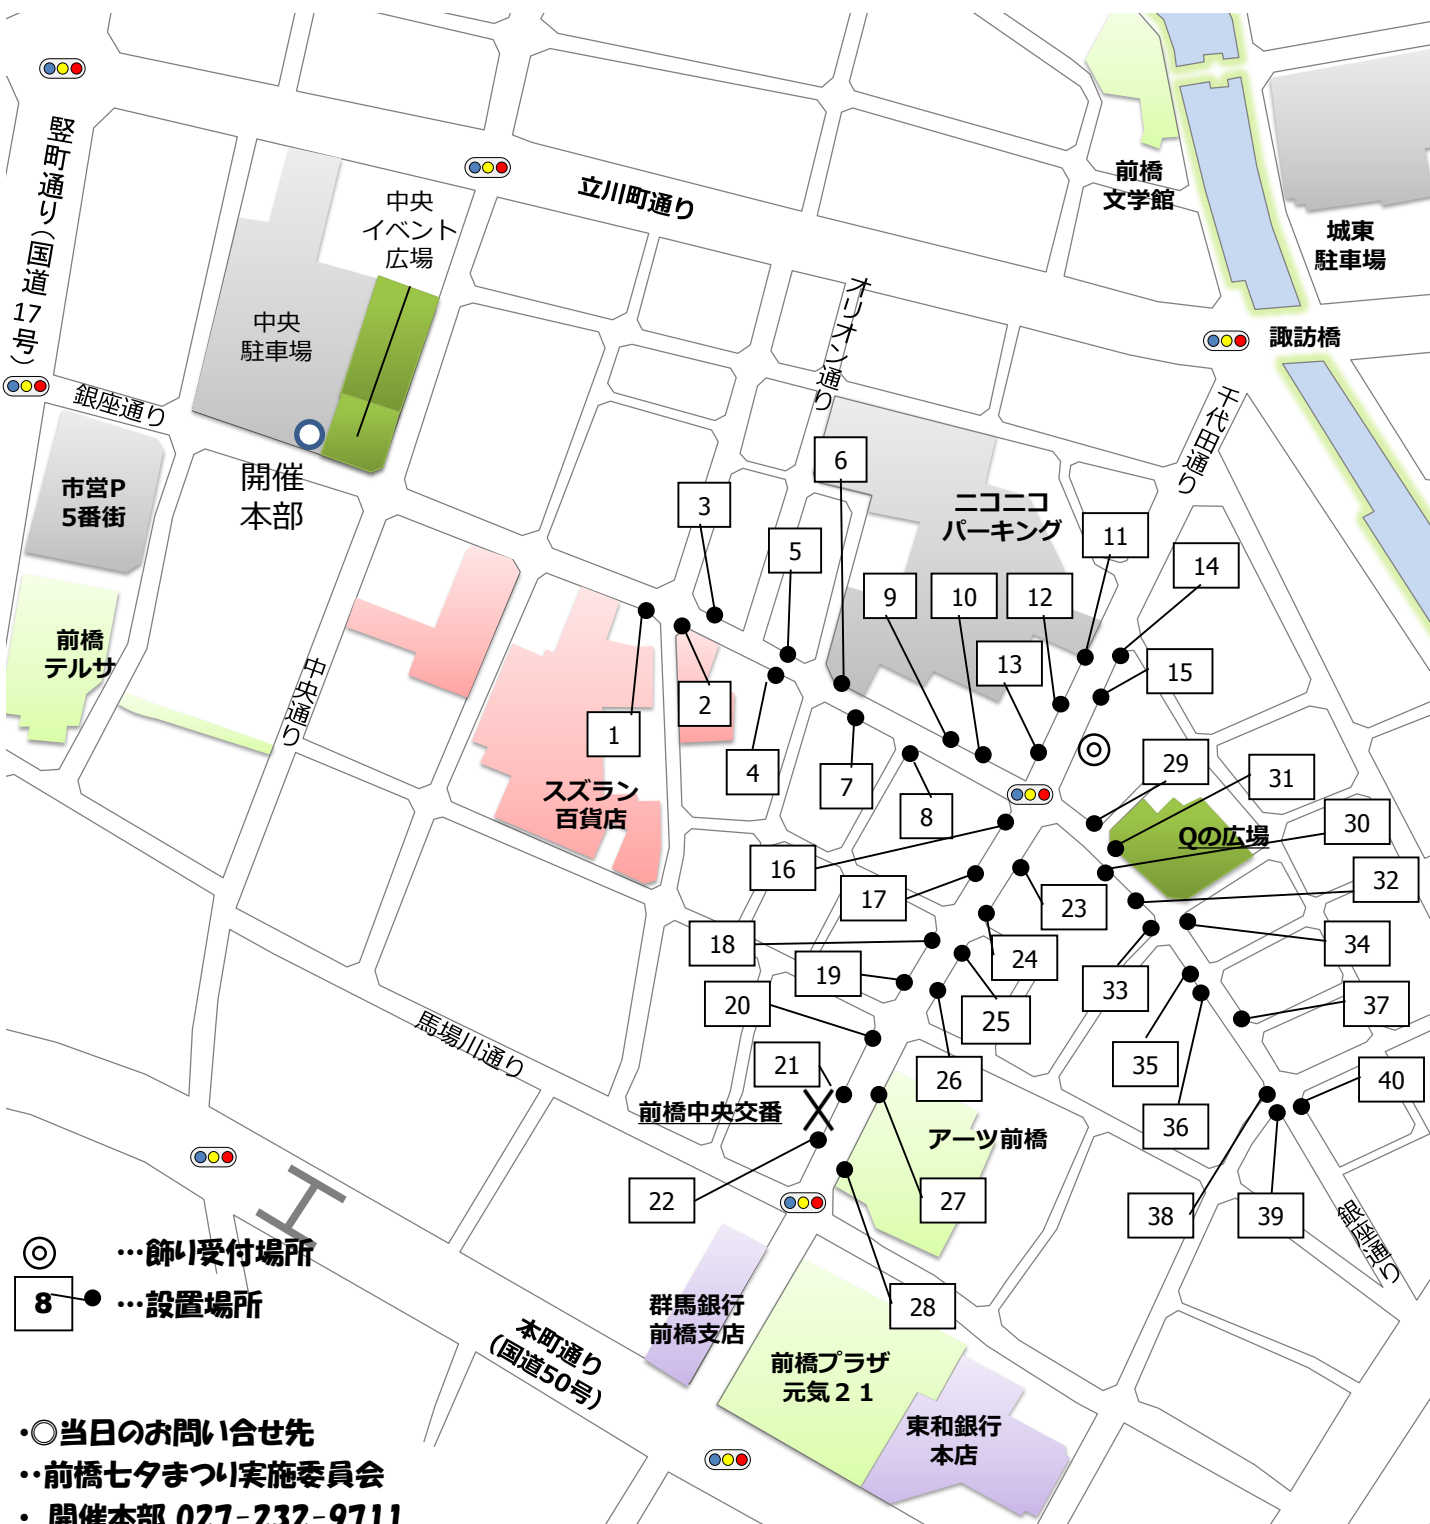 竪町通り（国道17号）
立川町通り
中央
イベント
広場
前橋
文学館
城東
駐車場
諏訪橋
オリオン通り
千代田通り
中央
駐車場
銀座通り
開催
本部
市営P
5番街
前橋
テルサ
中央通り
ニコニコ
パーキング
6
3
5
11
14
9
10
12
13
15
1
2
4
7
8
29
31
30
スズラン
百貨店
Qの広場
16
17
23
32
18
19
24
34
20
25
33
37
21
26
35
40
馬場川通り
前橋中央交番
アーツ前橋
36
22
27
38
39
銀座通り
28
◎ …飾り受付場所
8 …設置場所
群馬銀行
前橋支店
本町通り
(国道50号)
前橋プラザ
元気２１
東和銀行
本店
・◎当日のお問い合せ先
・・前橋七夕まつり実施委員会
・ 開催本部 027-232-9711